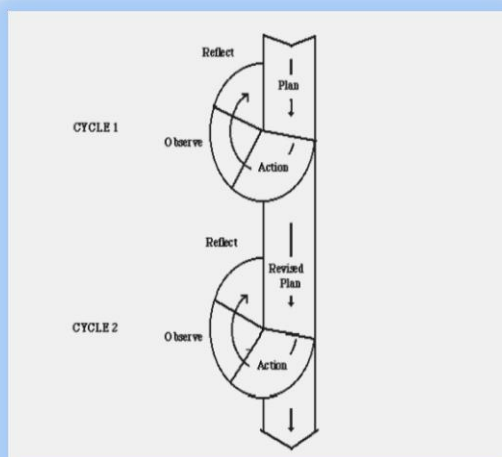 Reflect
Plan
CYCLE 1
Observe
Action
Reflect
Revised
Plan
CYCLE 2
Observe
Action